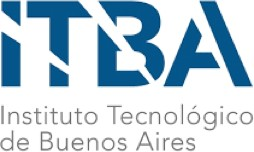 ITBA
Instituto Tecnológico
de Buenos Aires